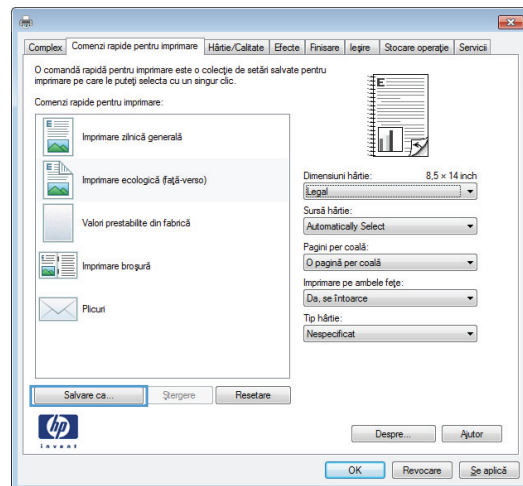 Complex Comenzi rapide pentru imprimare Hârtie/Calitate Efecte Finisare Ieşire Stocare operaţie Servicii
O comandă rapidă pentru imprimare este o colecţie de setări salvate pentru
imprimare pe care le puteţi selecta cu un singur clic.
Comenzi rapide pentru imprimare:
Imprimare zilnică generală
Imprimare ecologică (faţă-verso)
Valori prestabilite din fabrică
Imprimare broşură
Plicuri
Salvare ca... Ştergere Resetare
E
Dimensiuni hârtie: 8,5 × 14 inch
Legal
Sursă hârtie:
Automatically Select
Pagini per coală:
O pagină per coală
Imprimare pe ambele feţe:
Da, se întoarce
Tip hârtie:
Nespecificat
hp
invent
Despre... Ajutor
OK Revocare Se aplică